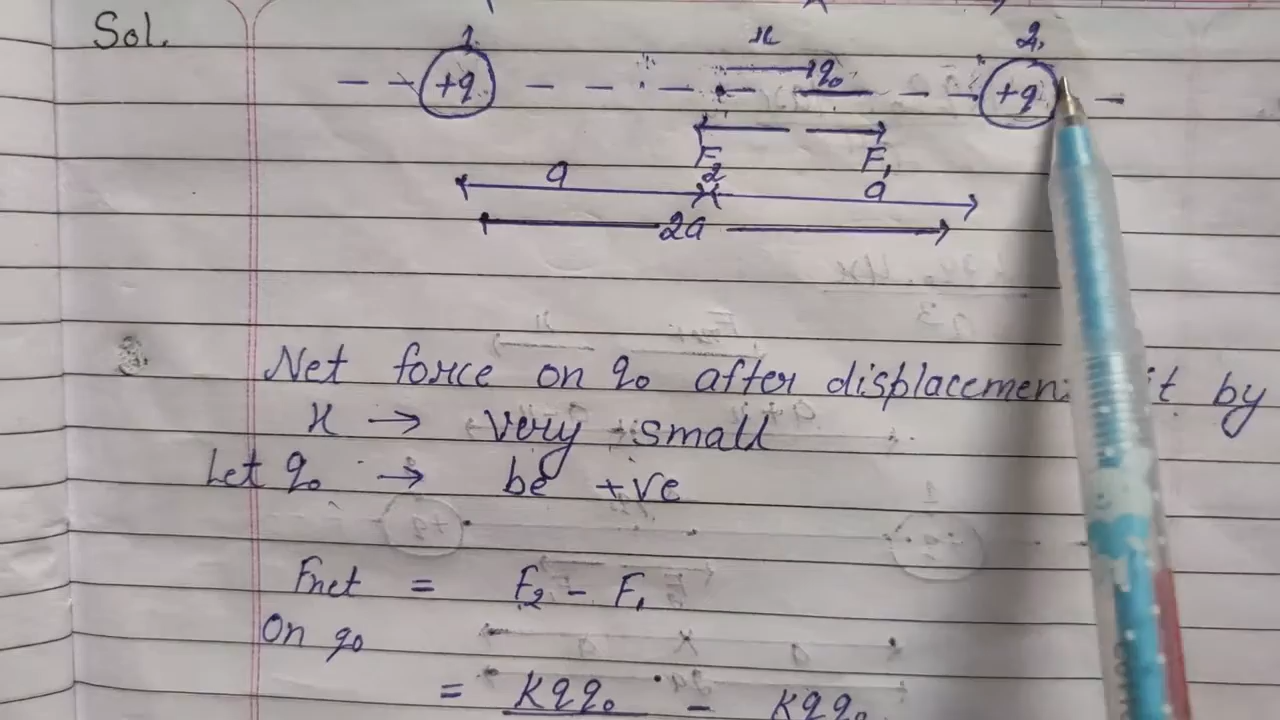 Sol.
1. x 2.
+q q₀ +q
F₂ F₁
a a
2a
Net force on q₀ after displacement it by
x → very small
Let q₀ → be +ve
Fnet = F₂ - F₁
On q₀
= Kqq₀ - Kqq₀